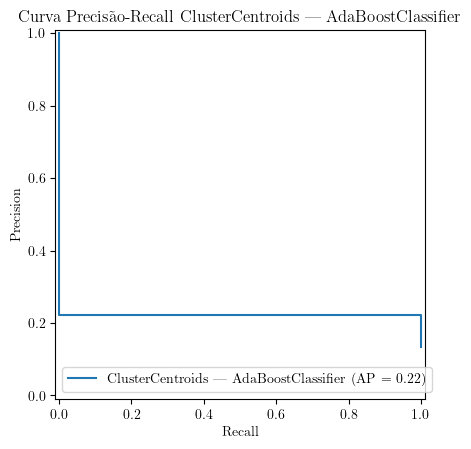 Curva Precisão-Recall ClusterCentroids — AdaBoostClassifier
1.0
0.8
0.6
0.4
0.2
0.0
Precision
ClusterCentroids — AdaBoostClassifier (AP = 0.22)
0.0 0.2 0.4 0.6 0.8 1.0
Recall